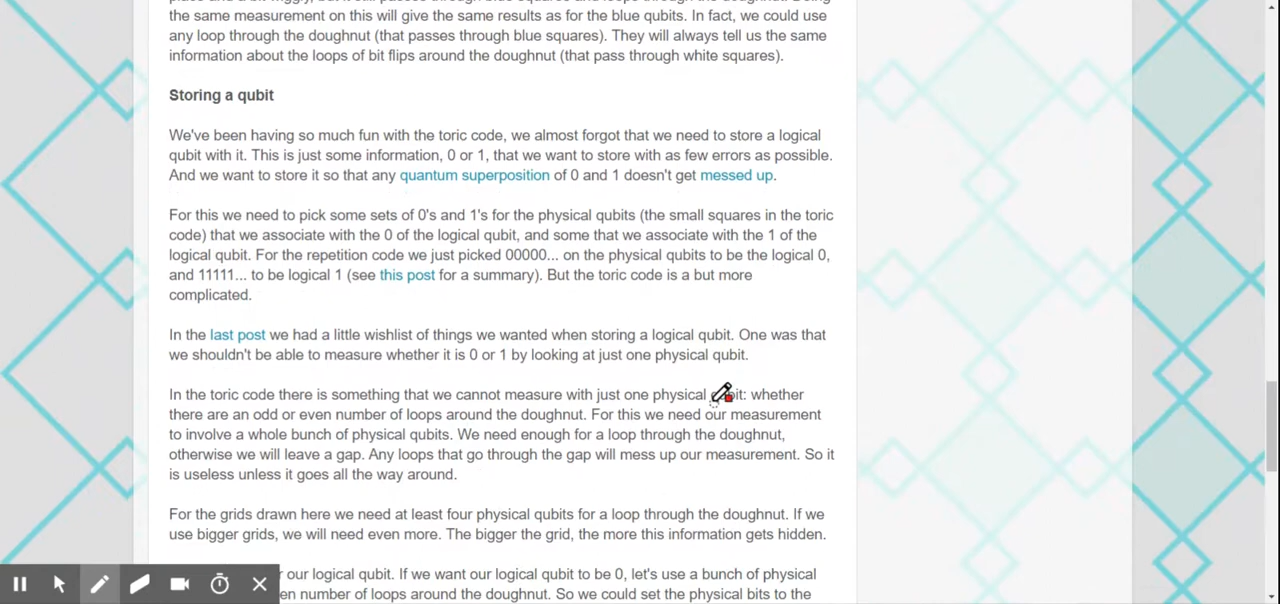 the same measurement on this will give the same results as for the blue qubits. In fact, we could use
any loop through the doughnut (that passes through blue squares). They will always tell us the same
information about the loops of bit flips around the doughnut (that pass through white squares).
Storing a qubit
We've been having so much fun with the toric code, we almost forgot that we need to store a logical
qubit with it. This is just some information, 0 or 1, that we want to store with as few errors as possible.
And we want to store it so that any quantum superposition of 0 and 1 doesn't get messed up.
For this we need to pick some sets of 0's and 1's for the physical qubits (the small squares in the toric
code) that we associate with the 0 of the logical qubit, and some that we associate with the 1 of the
logical qubit. For the repetition code we just picked 00000... on the physical qubits to be the logical 0,
and 11111... to be logical 1 (see this post for a summary). But the toric code is a but more
complicated.
In the last post we had a little wishlist of things we wanted when storing a logical qubit. One was that
we shouldn't be able to measure whether it is 0 or 1 by looking at just one physical qubit.
In the toric code there is something that we cannot measure with just one physical qubit: whether
there are an odd or even number of loops around the doughnut. For this we need our measurement
to involve a whole bunch of physical qubits. We need enough for a loop through the doughnut,
otherwise we will leave a gap. Any loops that go through the gap will mess up our measurement. So it
is useless unless it goes all the way around.
For the grids drawn here we need at least four physical qubits for a loop through the doughnut. If we
use bigger grids, we will need even more. The bigger the grid, the more this information gets hidden.
our logical qubit. If we want our logical qubit to be 0, let's use a bunch of physical
en number of loops around the doughnut. So we could set the physical bits to the